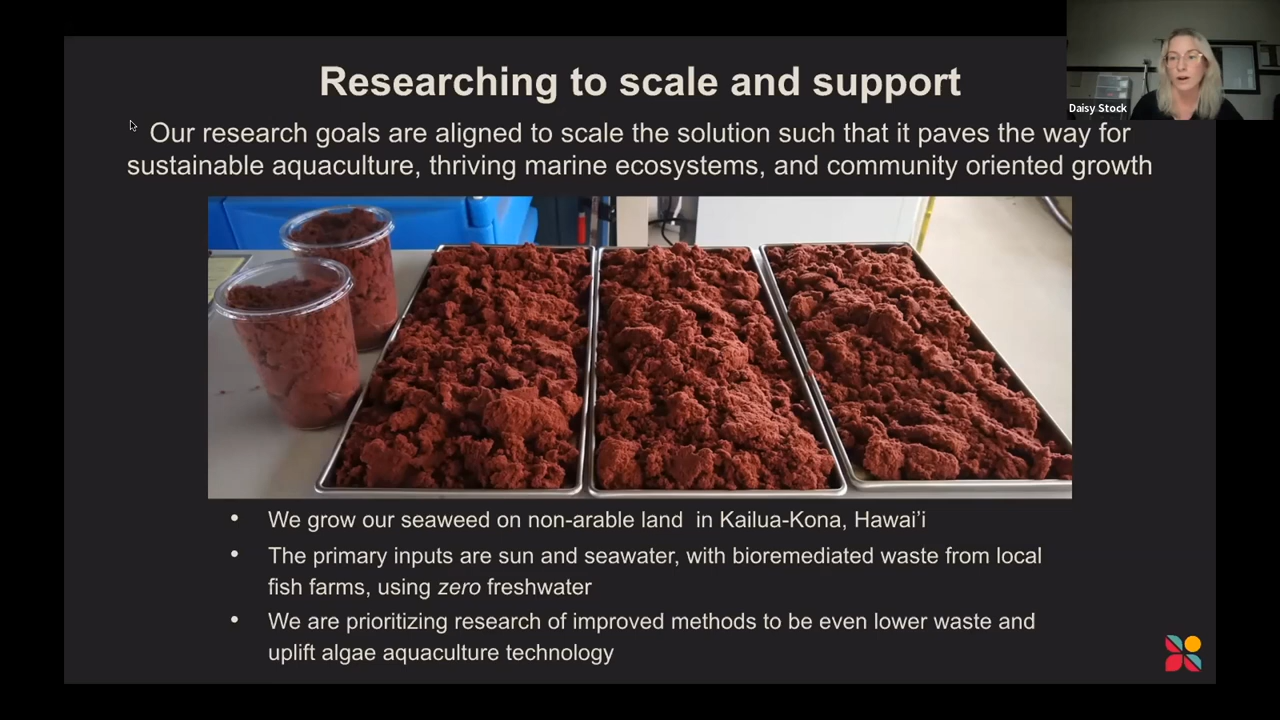 Researching to scale and support
Daisy Stock
Our research goals are aligned to scale the solution such that it paves the way for
sustainable aquaculture, thriving marine ecosystems, and community oriented growth
• We grow our seaweed on non-arable land in Kailua-Kona, Hawai’i
• The primary inputs are sun and seawater, with bioremediated waste from local
fish farms, using zero freshwater
• We are prioritizing research of improved methods to be even lower waste and
uplift algae aquaculture technology